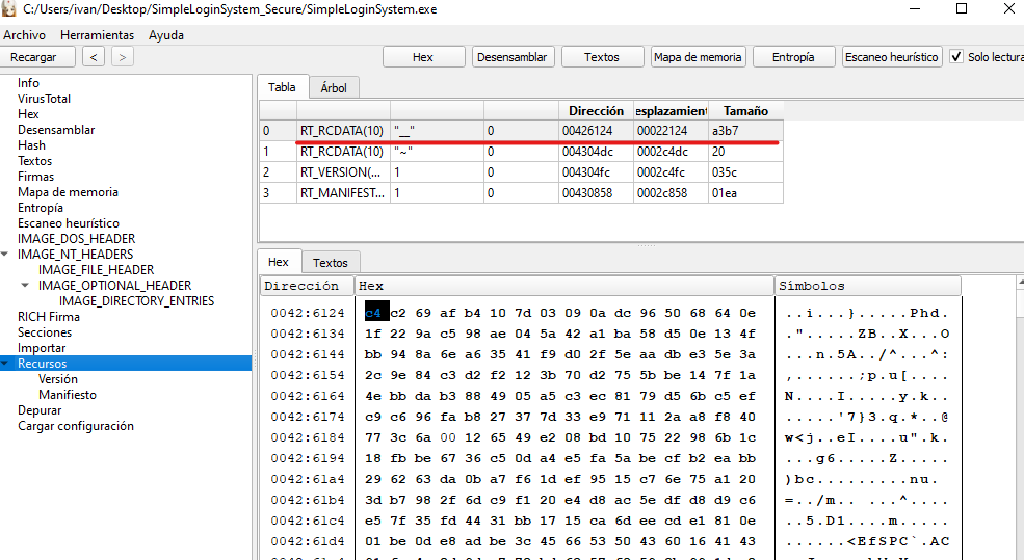 C:/Users/ivan/Desktop/SimpleLoginSystem_Secure/SimpleLoginSystem.exe
Archivo Herramientas Ayuda
Recargar < > Hex Desensamblar Textos Mapa de memoria Entropía Escaneo heurístico Solo lectura
Info
VirusTotal
Hex
Desensamblar
Hash
Textos
Firmas
Mapa de memoria
Entropía
Escaneo heurístico
IMAGE_DOS_HEADER
IMAGE_NT_HEADERS
IMAGE_FILE_HEADER
IMAGE_OPTIONAL_HEADER
IMAGE_DIRECTORY_ENTRIES
RICH Firma
Secciones
Importar
Recursos
Versión
Manifiesto
Depurar
Cargar configuración
Tabla Árbol
Dirección esplazamient Tamaño
0 RT_RCDATA(10) "__" 0 00426124 00022124 a3b7
1 RT_RCDATA(10) "~" 0 004304dc 0002c4dc 20
2 RT_VERSION(... 1 0 004304fc 0002c4fc 035c
3 RT_MANIFEST... 1 0 00430858 0002c858 01ea
Hex Textos
Dirección Hex Símbolos
0042:6124 c4 c2 69 af b4 10 7d 03 09 0a dc 96 50 68 64 0e ..i...}.....Phd.
0042:6134 1f 22 9a c5 98 ae 04 5a 42 a1 ba 58 d5 0e 13 4f .".....ZB..X...O
0042:6144 bb 94 8a 6e a6 35 41 f9 d0 2f 5e aa db e3 5e 3a ...n.5A../^...^:
0042:6154 2c 9e 84 c3 d2 f2 12 3b 70 d2 75 5b be 14 7f 1a ,......;p.u[....
0042:6164 4e bb da b3 88 49 05 a5 c3 ec 81 79 d5 6b c5 ef N....I.....y.k..
0042:6174 c9 c6 96 fa b8 27 37 7d 33 e9 71 11 2a a8 f8 40 .....'7}3.q.*..@
0042:6184 77 3c 6a 00 12 65 49 e2 08 bd 10 75 22 98 6b 1c w<j..eI....u".k.
0042:6194 18 fb be 67 36 c5 0d a4 e5 fa 5a be cf b2 ea bb ...g6.....Z.....
0042:61a4 29 62 63 da 0b a7 f6 1d ef 95 15 c7 6e 75 a1 20 )bc.........nu.
0042:61b4 3d b7 98 2f 6d c9 f1 20 e4 d8 ac 5e df d8 d9 c6 =../m.. ...^....
0042:61c4 e5 7f 35 fd 44 31 bb 17 15 ca 6d ee cd e1 81 0e ..5.D1....m.....
0042:61d4 01 be 0d e8 ad be 3c 45 66 53 50 43 60 16 41 43 ......<EfSPC`.AC